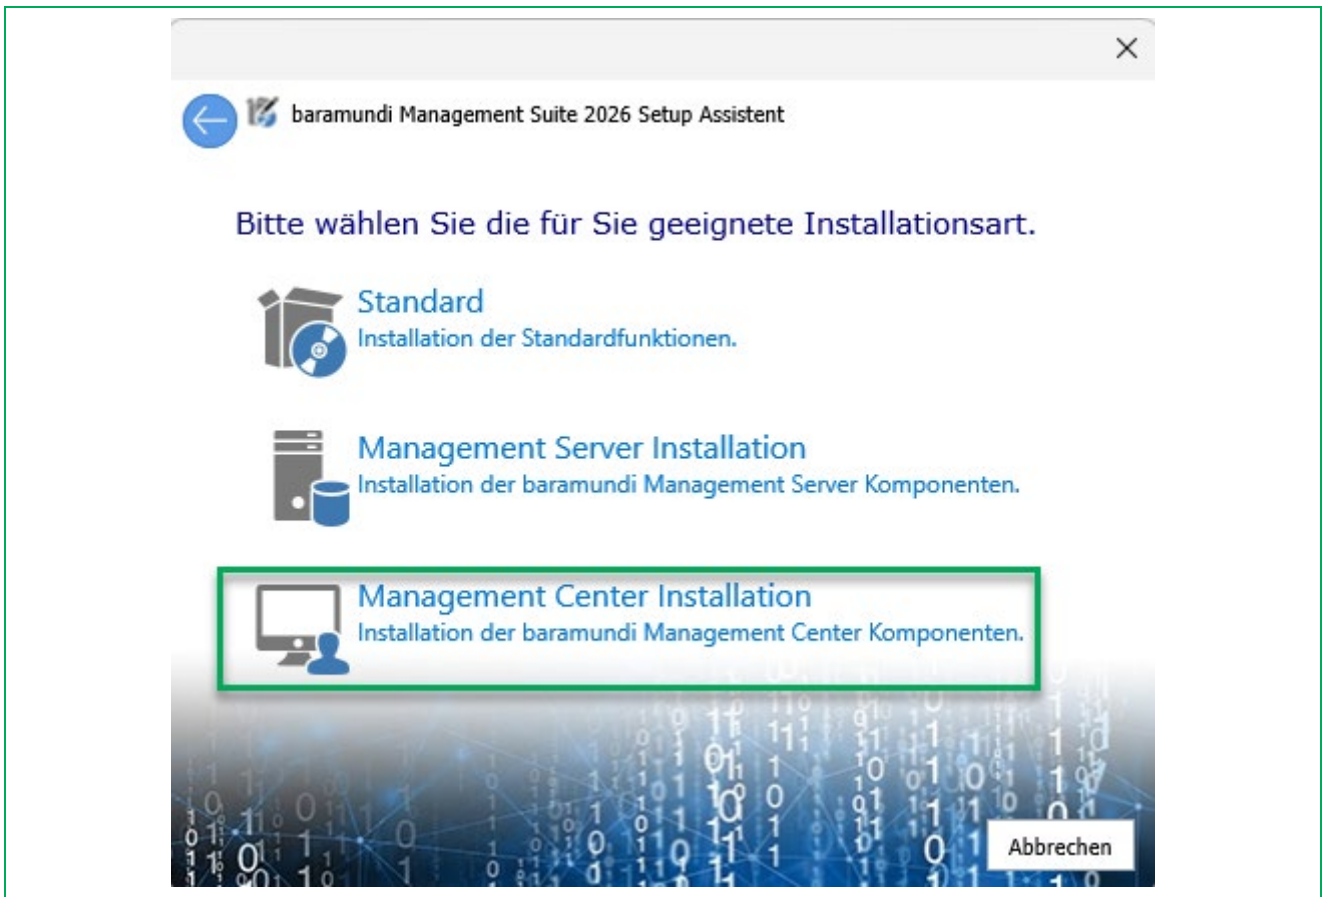 baramundi Management Suite 2026 Setup Assistent
Bitte wählen Sie die für Sie geeignete Installationsart.
Standard
Installation der Standardfunktionen.
Management Server Installation
Installation der baramundi Management Server Komponenten.
Management Center Installation
Installation der baramundi Management Center Komponenten.
Abbrechen